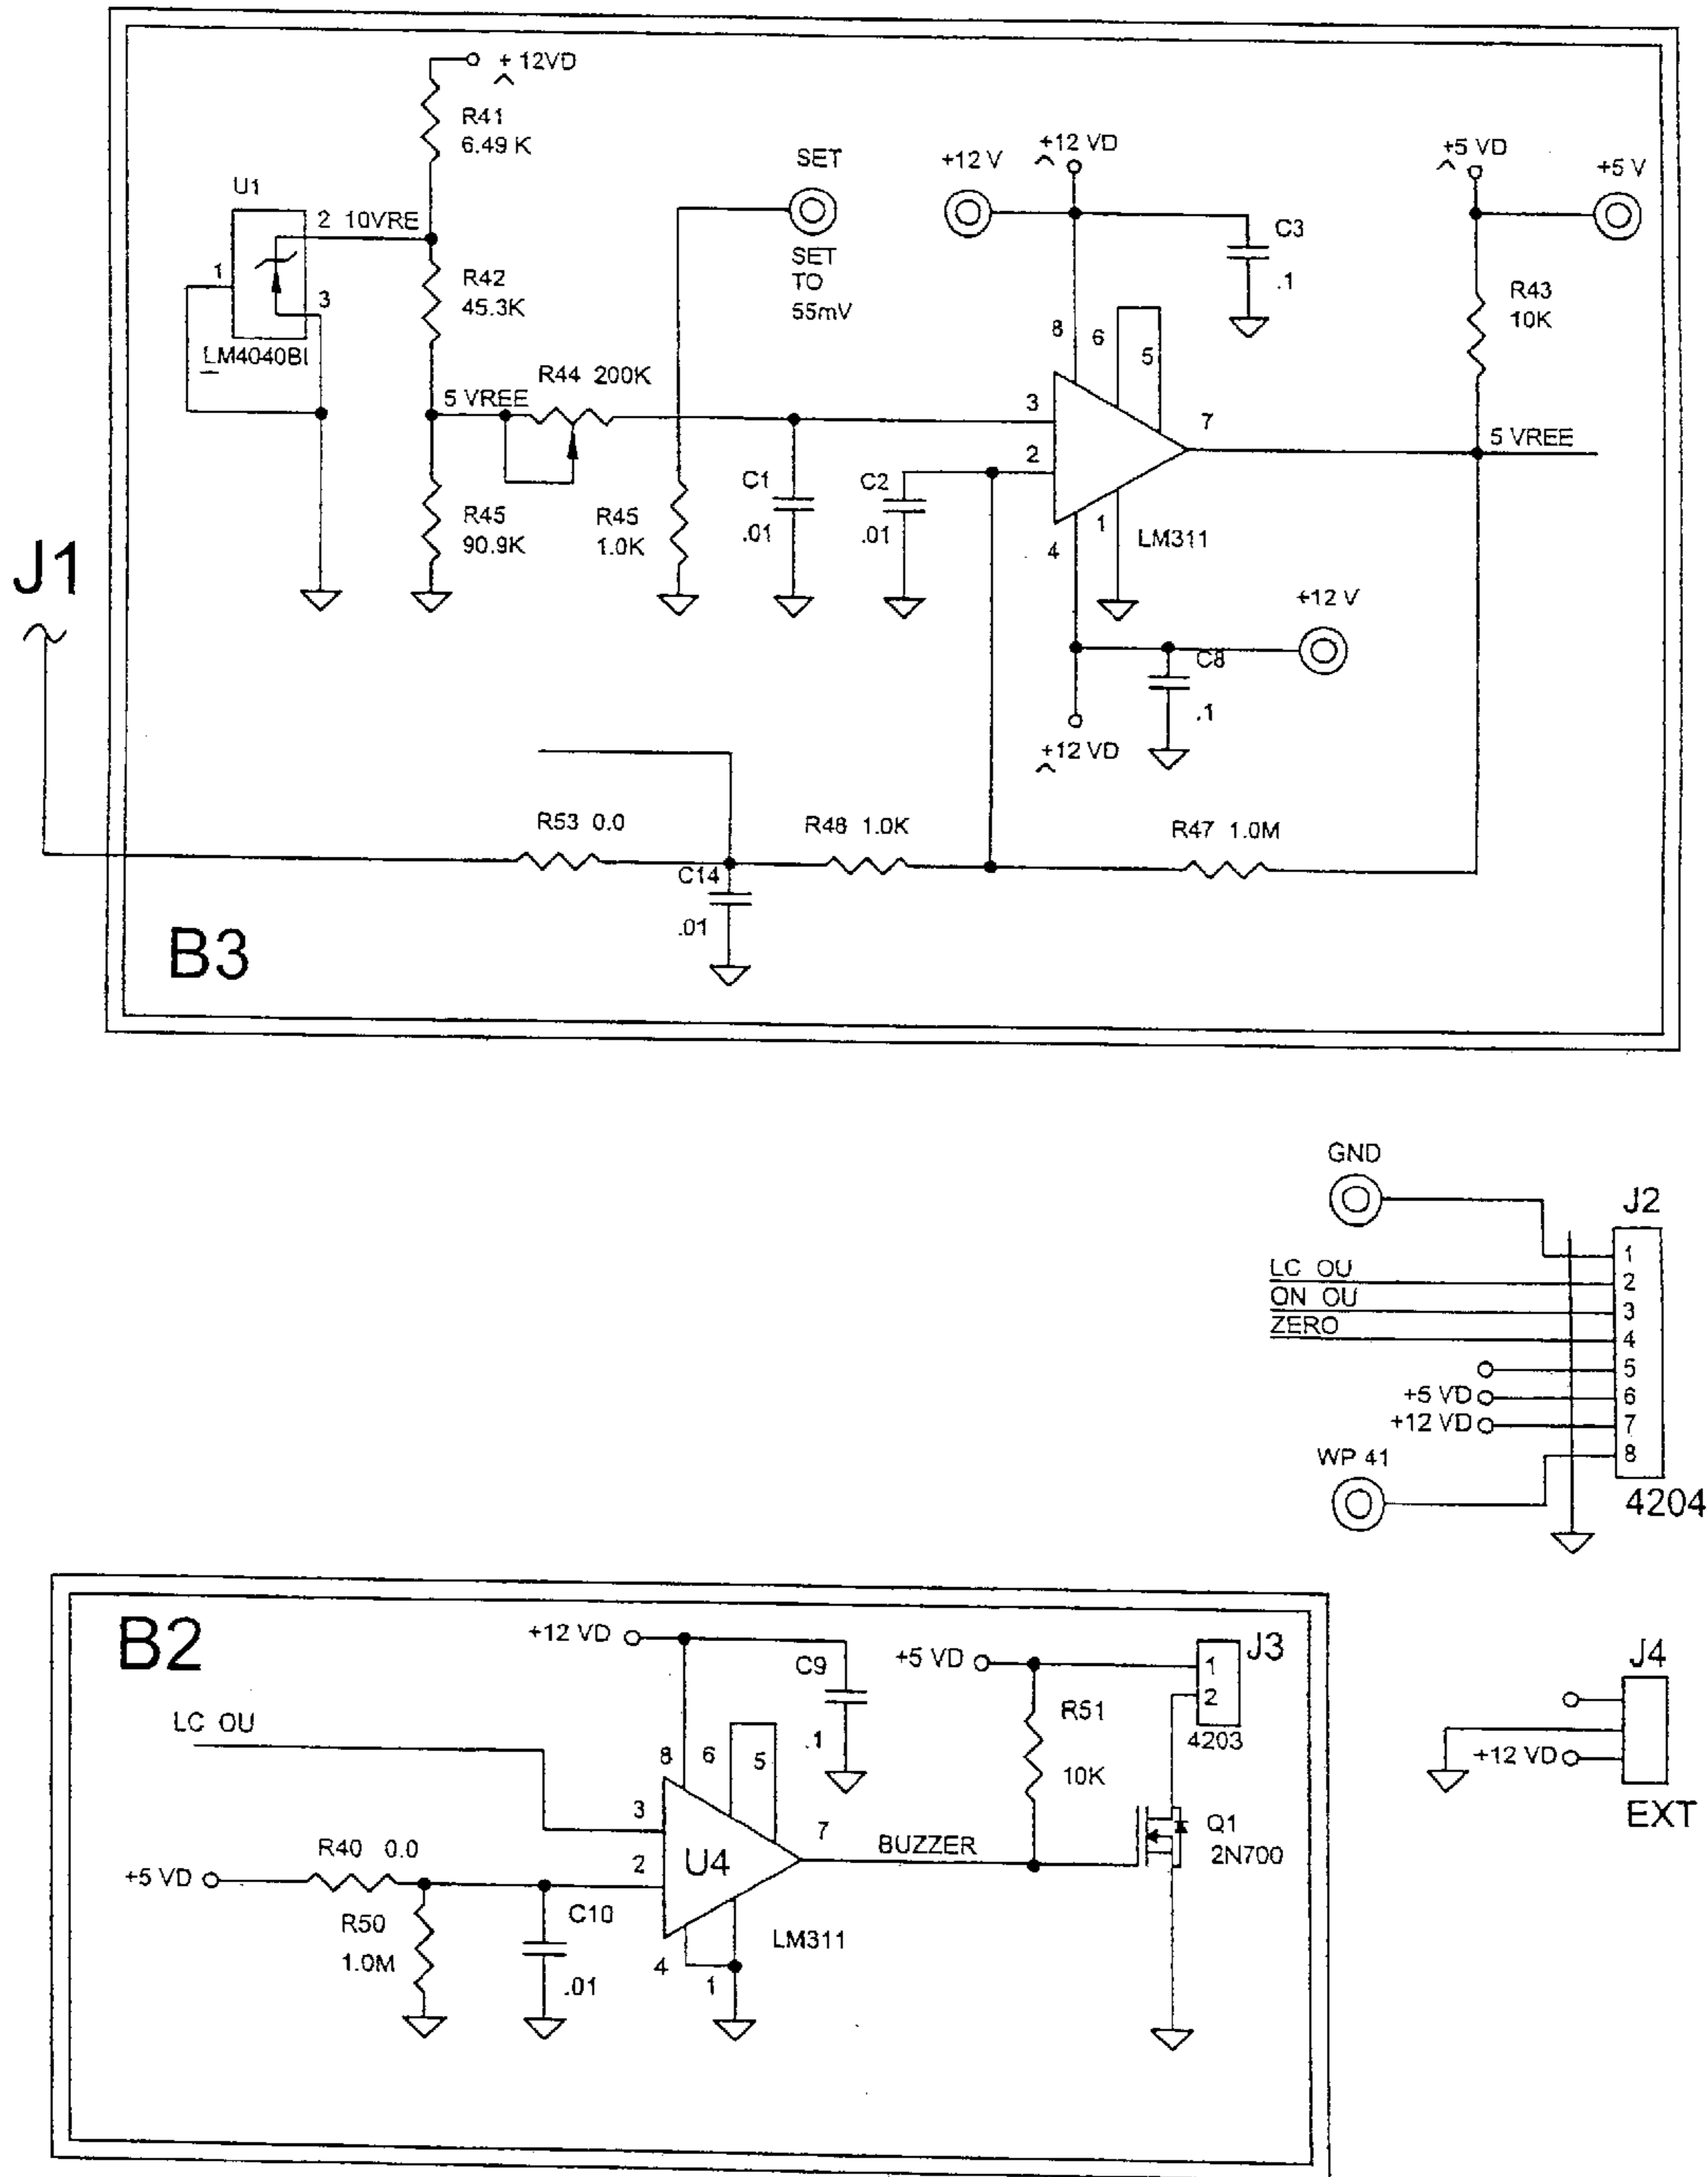 + 12VD
^
R41
6.49 K
U1
2 10VRE
1
3
LM4040BI
R42
45.3K
5 VREE
R44 200K
R45
90.9K
SET
SET
TO
55mV
R45
1.0K
C1
.01
C2
.01
+12 V
+12 VD
^
C3
.1
8
6
5
3
2
7
1
4
LM311
+5 VD
^
+5 V
R43
10K
5 VREE
+12 V
C8
.1
+12 VD
^
J1
R53 0.0
C14
.01
R48 1.0K
R47 1.0M
B3
GND
J2
1
LC OU
2
ON OU
3
ZERO
4
5
+5 VD
6
+12 VD
7
WP 41
8
4204
B2
+12 VD
C9
.1
+5 VD
J3
1
2
4203
R51
10K
LC OU
8
6
5
3
7
BUZZER
2
U4
Q1
2N700
R40 0.0
+5 VD
R50
1.0M
C10
.01
4
1
LM311
J4
+12 VD
EXT